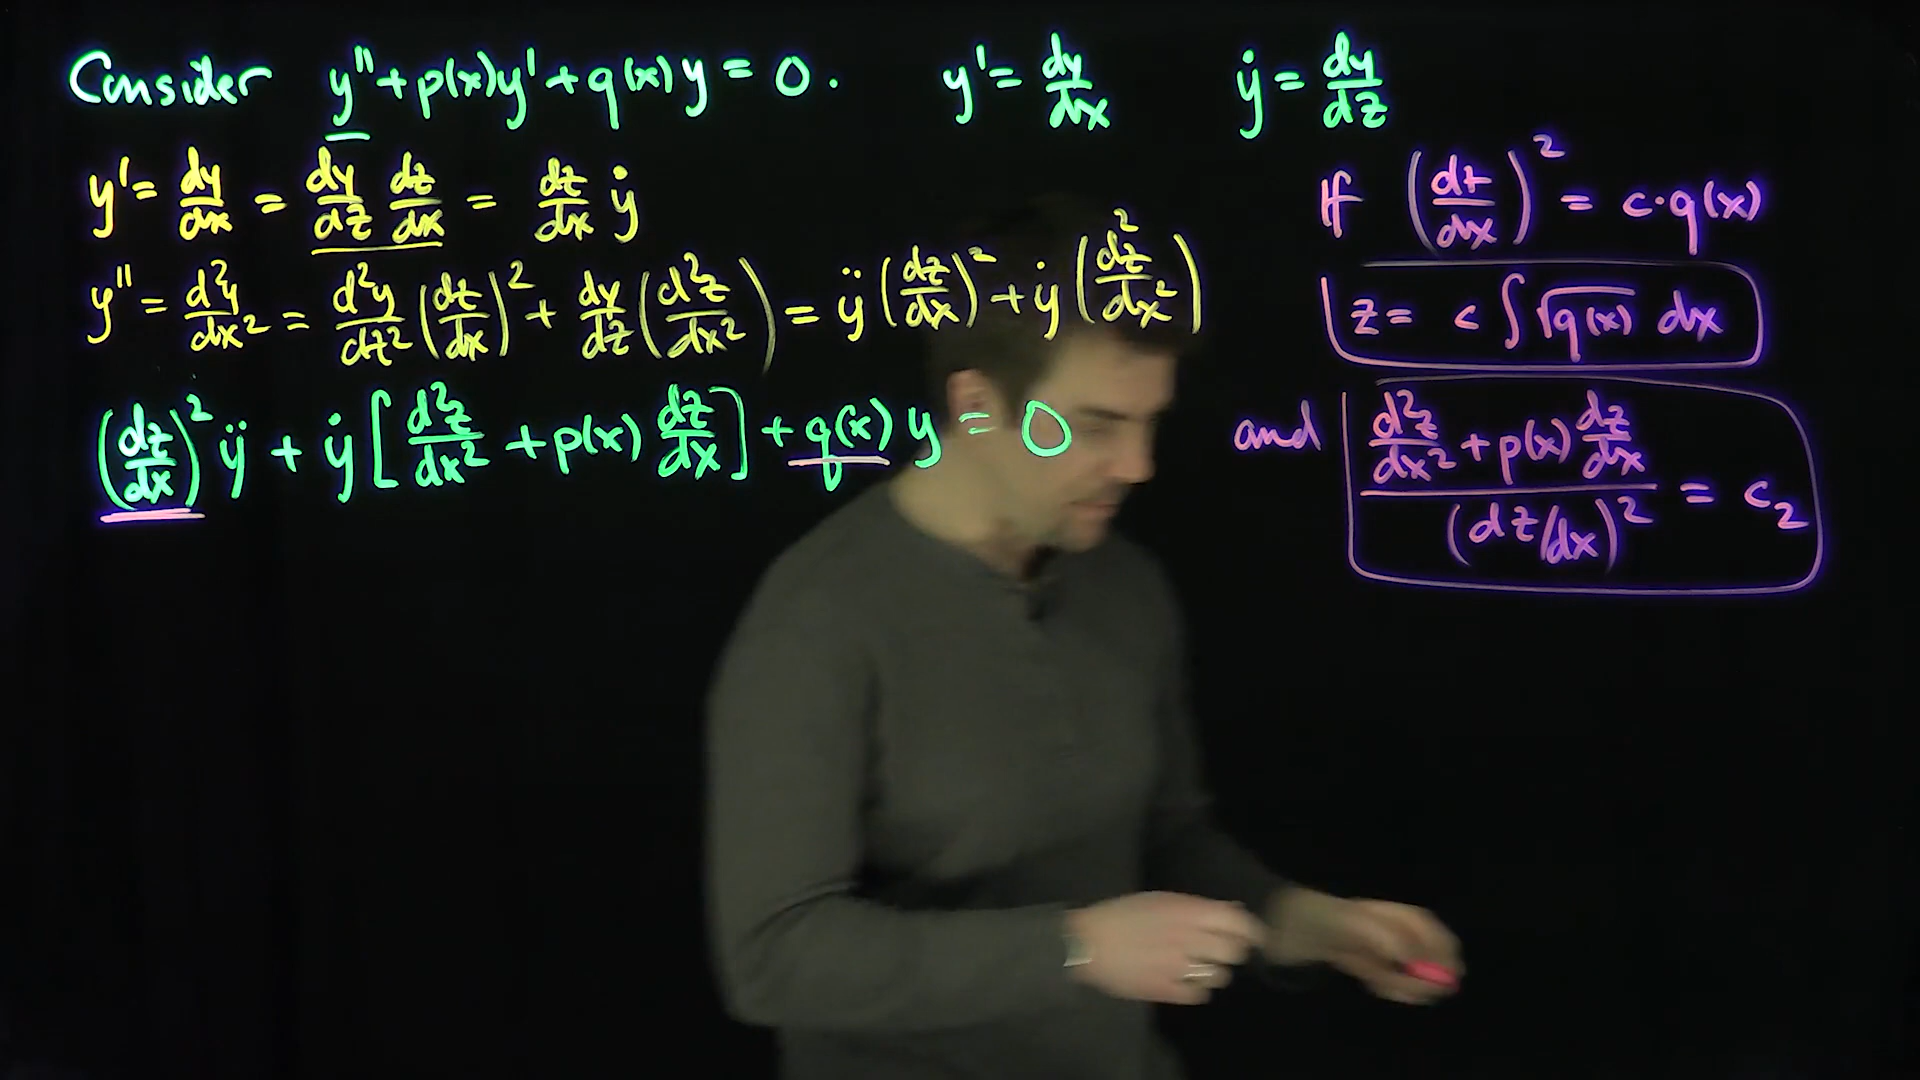 Consider y'' + p(x)y' + q(x)y = 0. y' = dy/dx ẏ = dy/dz
y' = dy/dx = dy/dz dz/dx = dz/dx ẏ
y'' = d²y/dx² = d²y/dz² (dz/dx)² + dy/dz (d²z/dx²) = ÿ (dz/dx)² + ẏ (d²z/dx²)
(dz/dx)² ÿ + ẏ [d²z/dx² + p(x) dz/dx] + q(x) y = 0
If (dz/dx)² = c·q(x)
z = c ∫ √q(x) dx
and (d²z/dx² + p(x) dz/dx) / (dz/dx)² = c₂